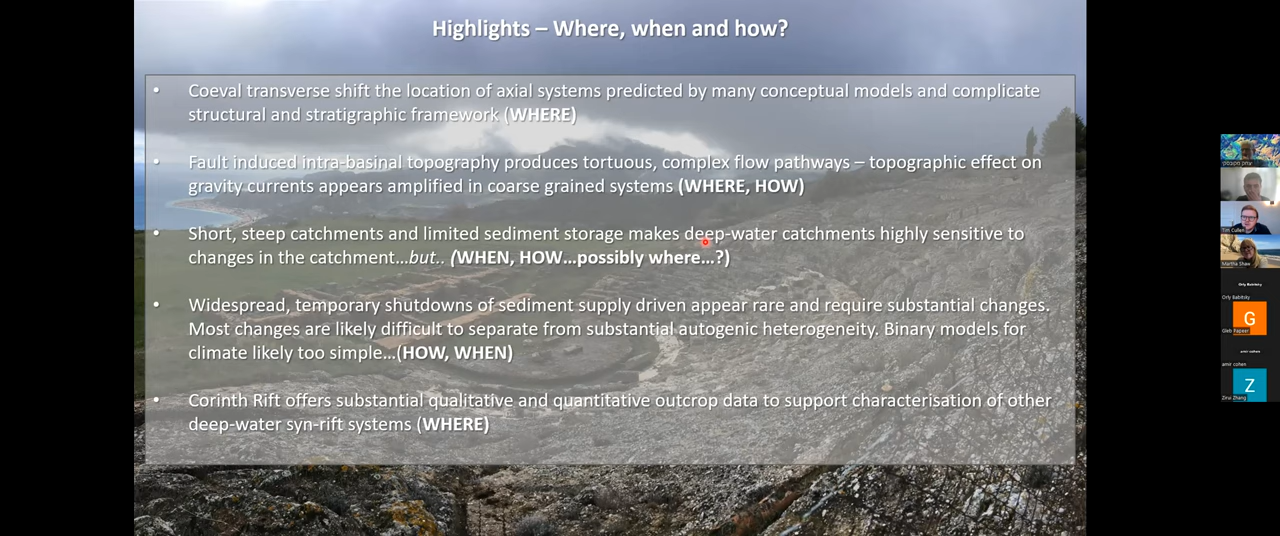 Highlights – Where, when and how?
• Coeval transverse shift the location of axial systems predicted by many conceptual models and complicate
structural and stratigraphic framework (WHERE)
• Fault induced intra-basinal topography produces tortuous, complex flow pathways – topographic effect on
gravity currents appears amplified in coarse grained systems (WHERE, HOW)
• Short, steep catchments and limited sediment storage makes deep-water catchments highly sensitive to
changes in the catchment...but.. (WHEN, HOW...possibly where...?)
• Widespread, temporary shutdowns of sediment supply driven appear rare and require substantial changes.
Most changes are likely difficult to separate from substantial autogenic heterogeneity. Binary models for
climate likely too simple...(HOW, WHEN)
• Corinth Rift offers substantial qualitative and quantitative outcrop data to support characterisation of other
deep-water syn-rift systems (WHERE)
Tim Cullen
Martha Shaw
Orly Babitsky
Orly Babitsky
G
amir cohen
amir cohen
Z
Zirui Zhang